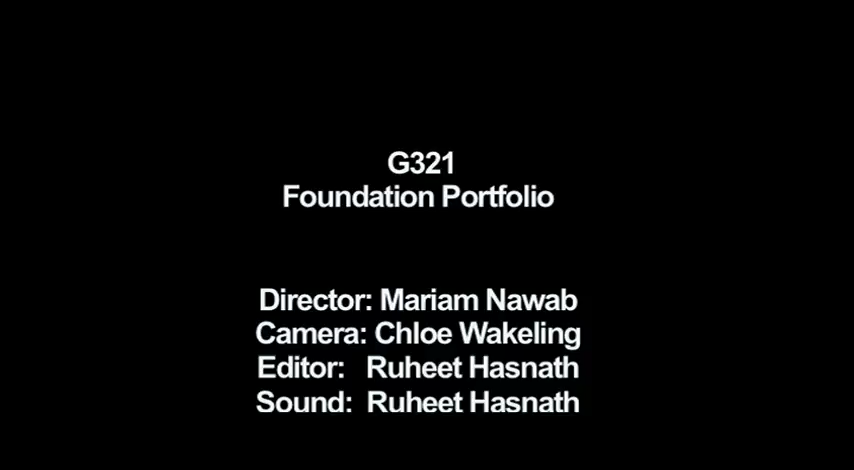 G321
Foundation Portfolio
Director: Mariam Nawab
Camera: Chloe Wakeling
Editor: Ruheet Hasnath
Sound: Ruheet Hasnath